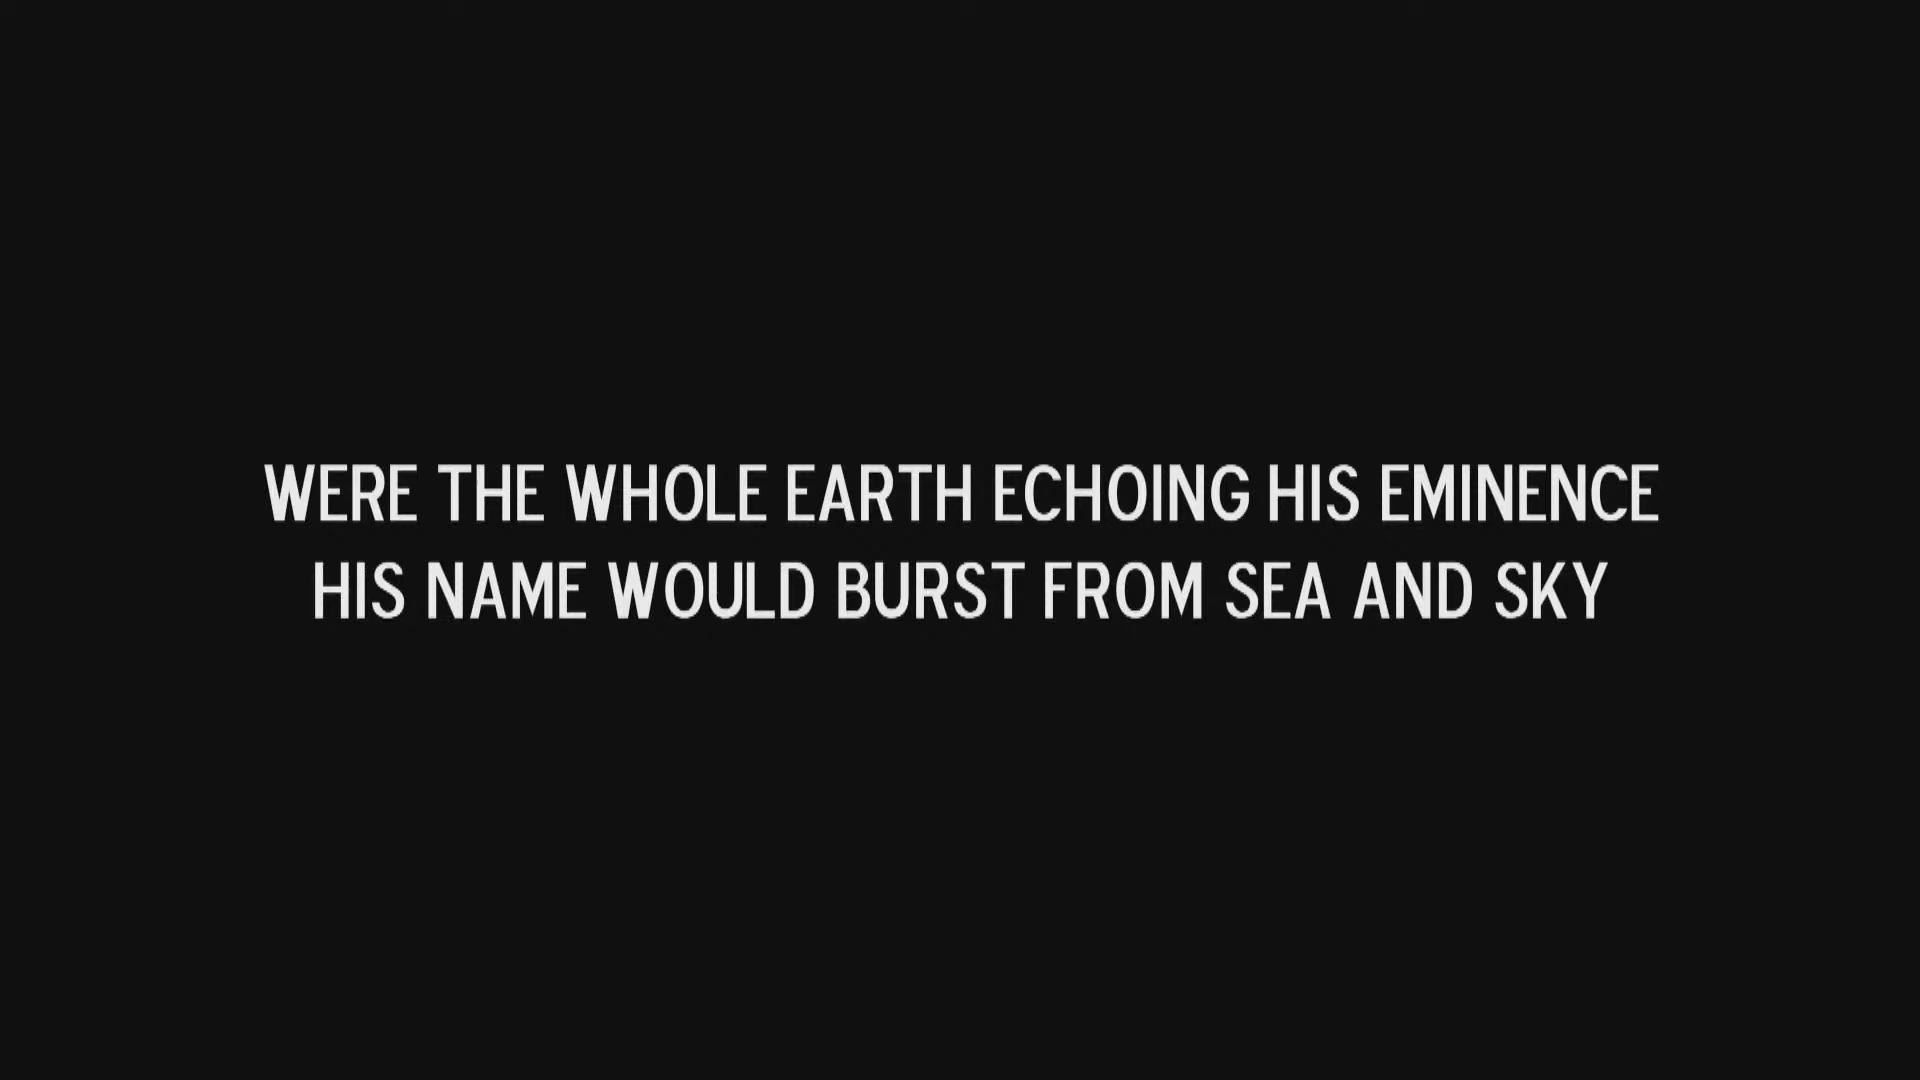 WERE THE WHOLE EARTH ECHOING HIS EMINENCE
HIS NAME WOULD BURST FROM SEA AND SKY